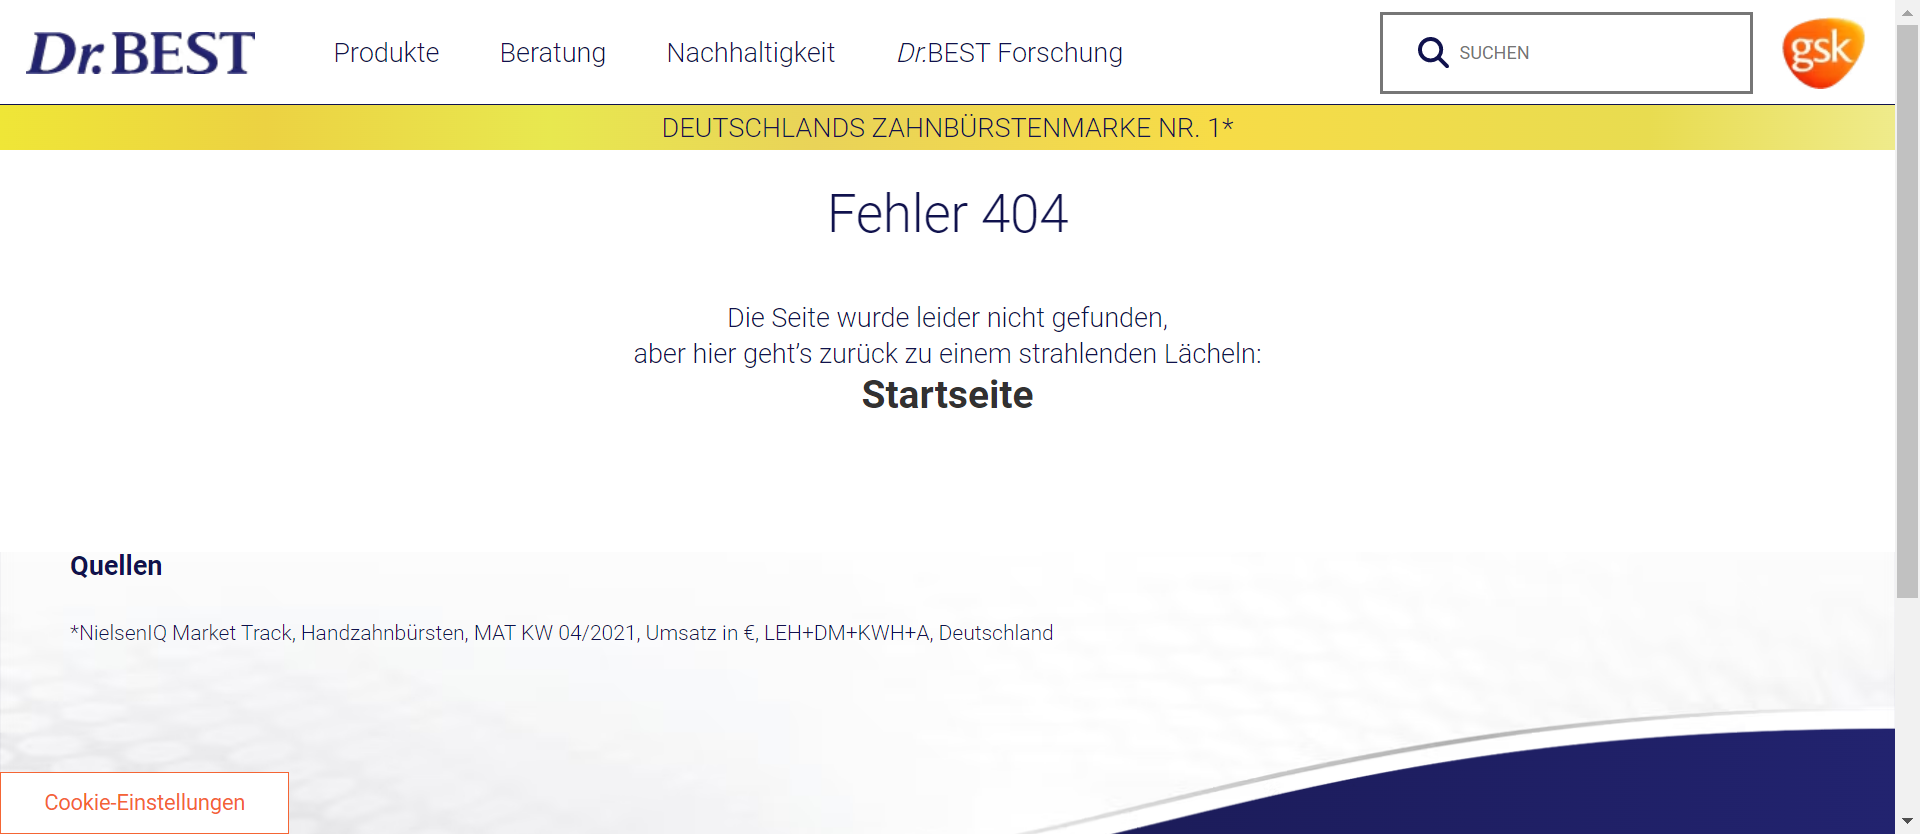 Dr.BEST
Produkte
Beratung
Nachhaltigkeit
Dr.BEST Forschung
SUCHEN
gsk
DEUTSCHLANDS ZAHNBÜRSTENMARKE NR. 1*
Fehler 404
Die Seite wurde leider nicht gefunden,
aber hier geht’s zurück zu einem strahlenden Lächeln:
Startseite
Quellen
*NielsenIQ Market Track, Handzahnbürsten, MAT KW 04/2021, Umsatz in €, LEH+DM+KWH+A, Deutschland
Cookie-Einstellungen